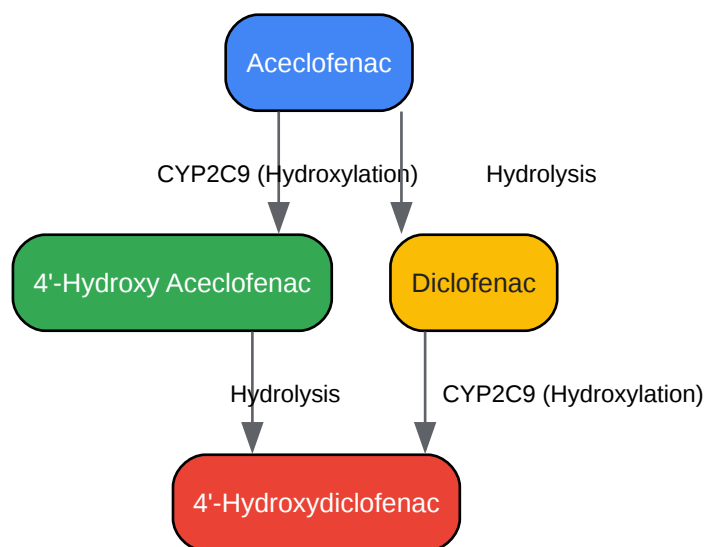 Aceclofenac
CYP2C9 (Hydroxylation)
Hydrolysis
4'-Hydroxy Aceclofenac
Diclofenac
Hydrolysis
CYP2C9 (Hydroxylation)
4'-Hydroxydiclofenac